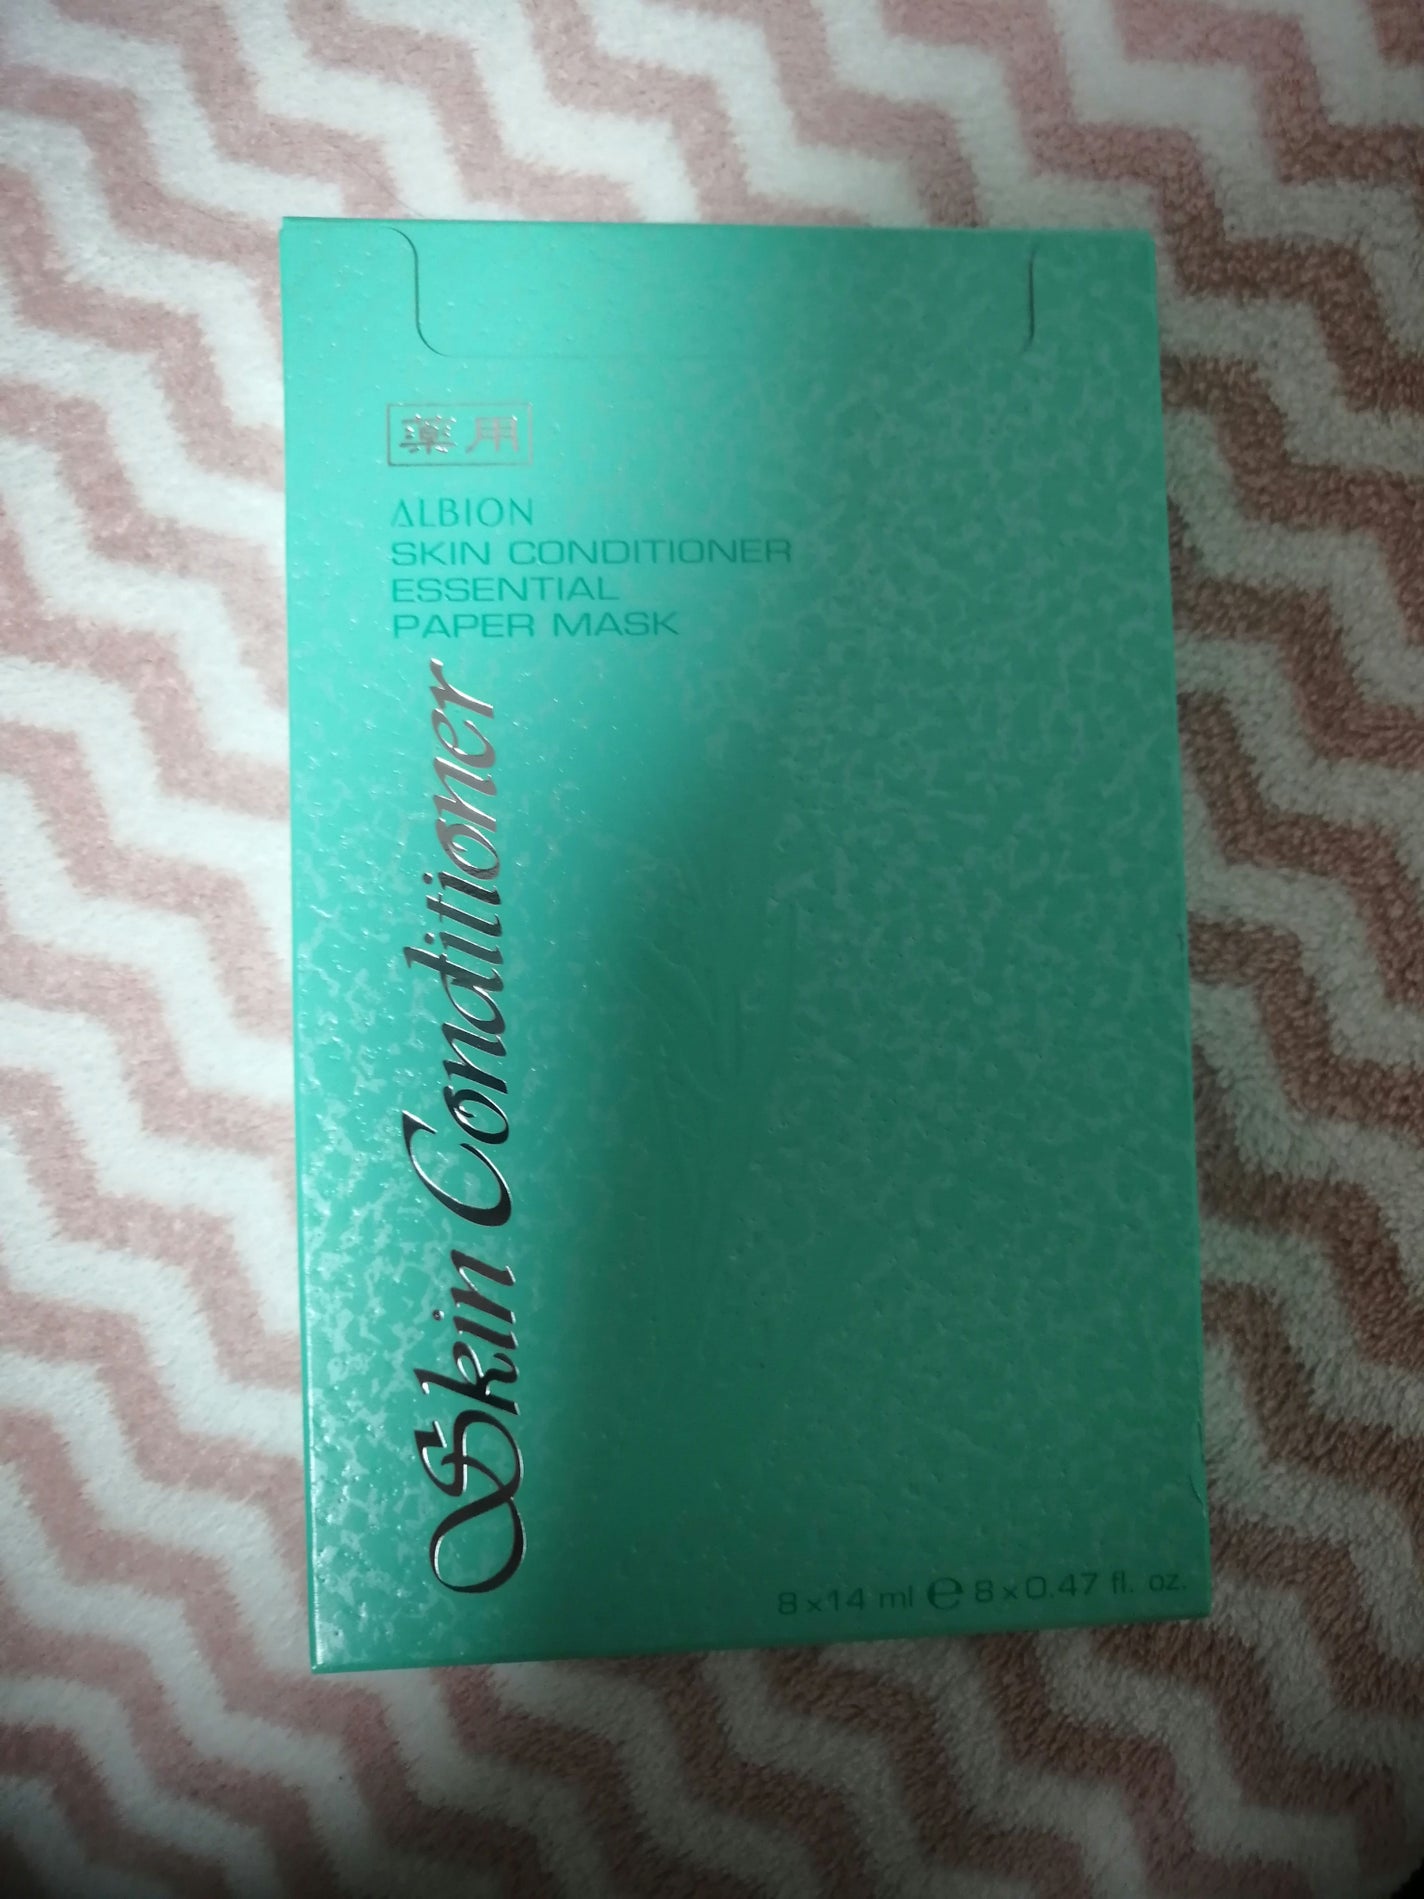 薬用
ALBION
SKIN CONDITIONER
ESSENTIAL
PAPER MASK
Skin Conditioner
8×14 ml ℮ 8×0.47 fl. oz.